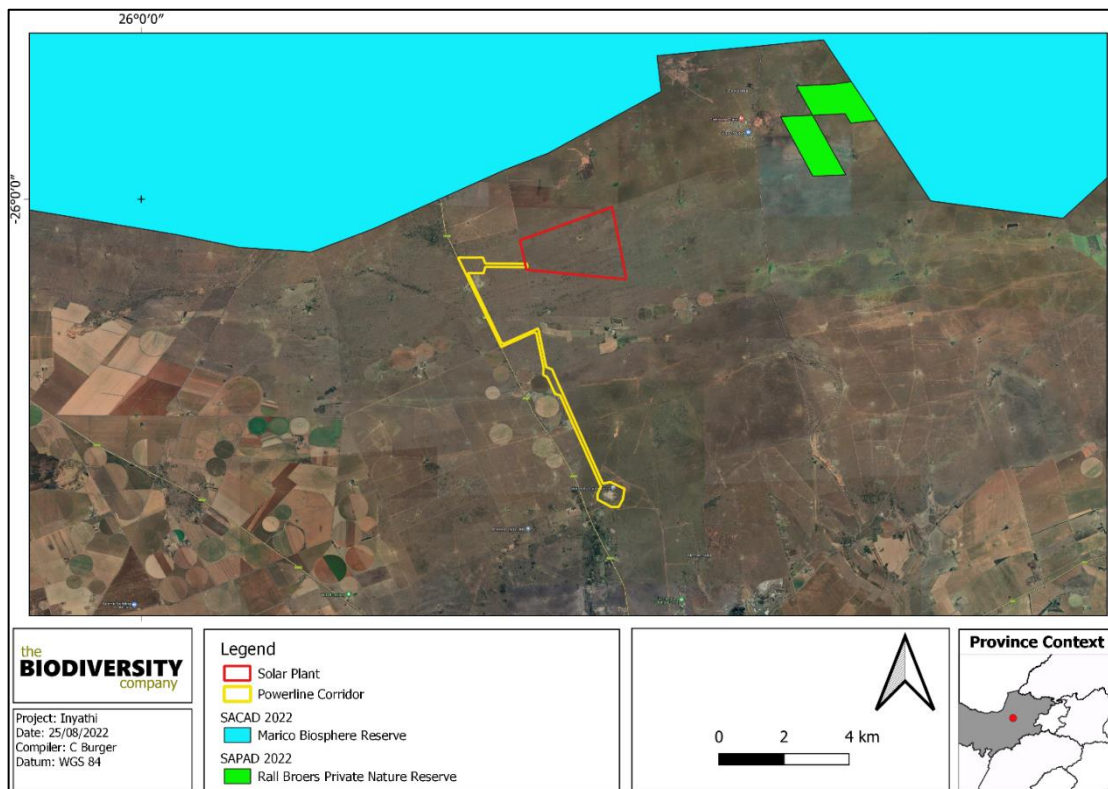 26°0'0"
-26°0'0"
the
BIODIVERSITY
company
Project: Inyathi
Date: 25/08/2022
Compiler: C Burger
Datum: WGS 84
Legend
Solar Plant
Powerline Corridor
SACAD 2022
Marico Biosphere Reserve
SAPAD 2022
Rall Broers Private Nature Reserve
0 2 4 km
Province Context